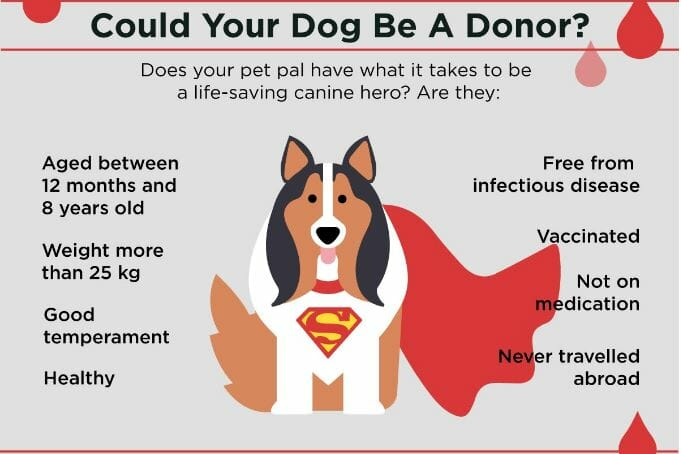 Could Your Dog Be A Donor?
Does your pet pal have what it takes to be
a life-saving canine hero? Are they:
Aged between
12 months and
8 years old
Weight more
than 25 kg
Good
temperament
Healthy
Free from
infectious disease
Vaccinated
Not on
medication
Never travelled
abroad
S